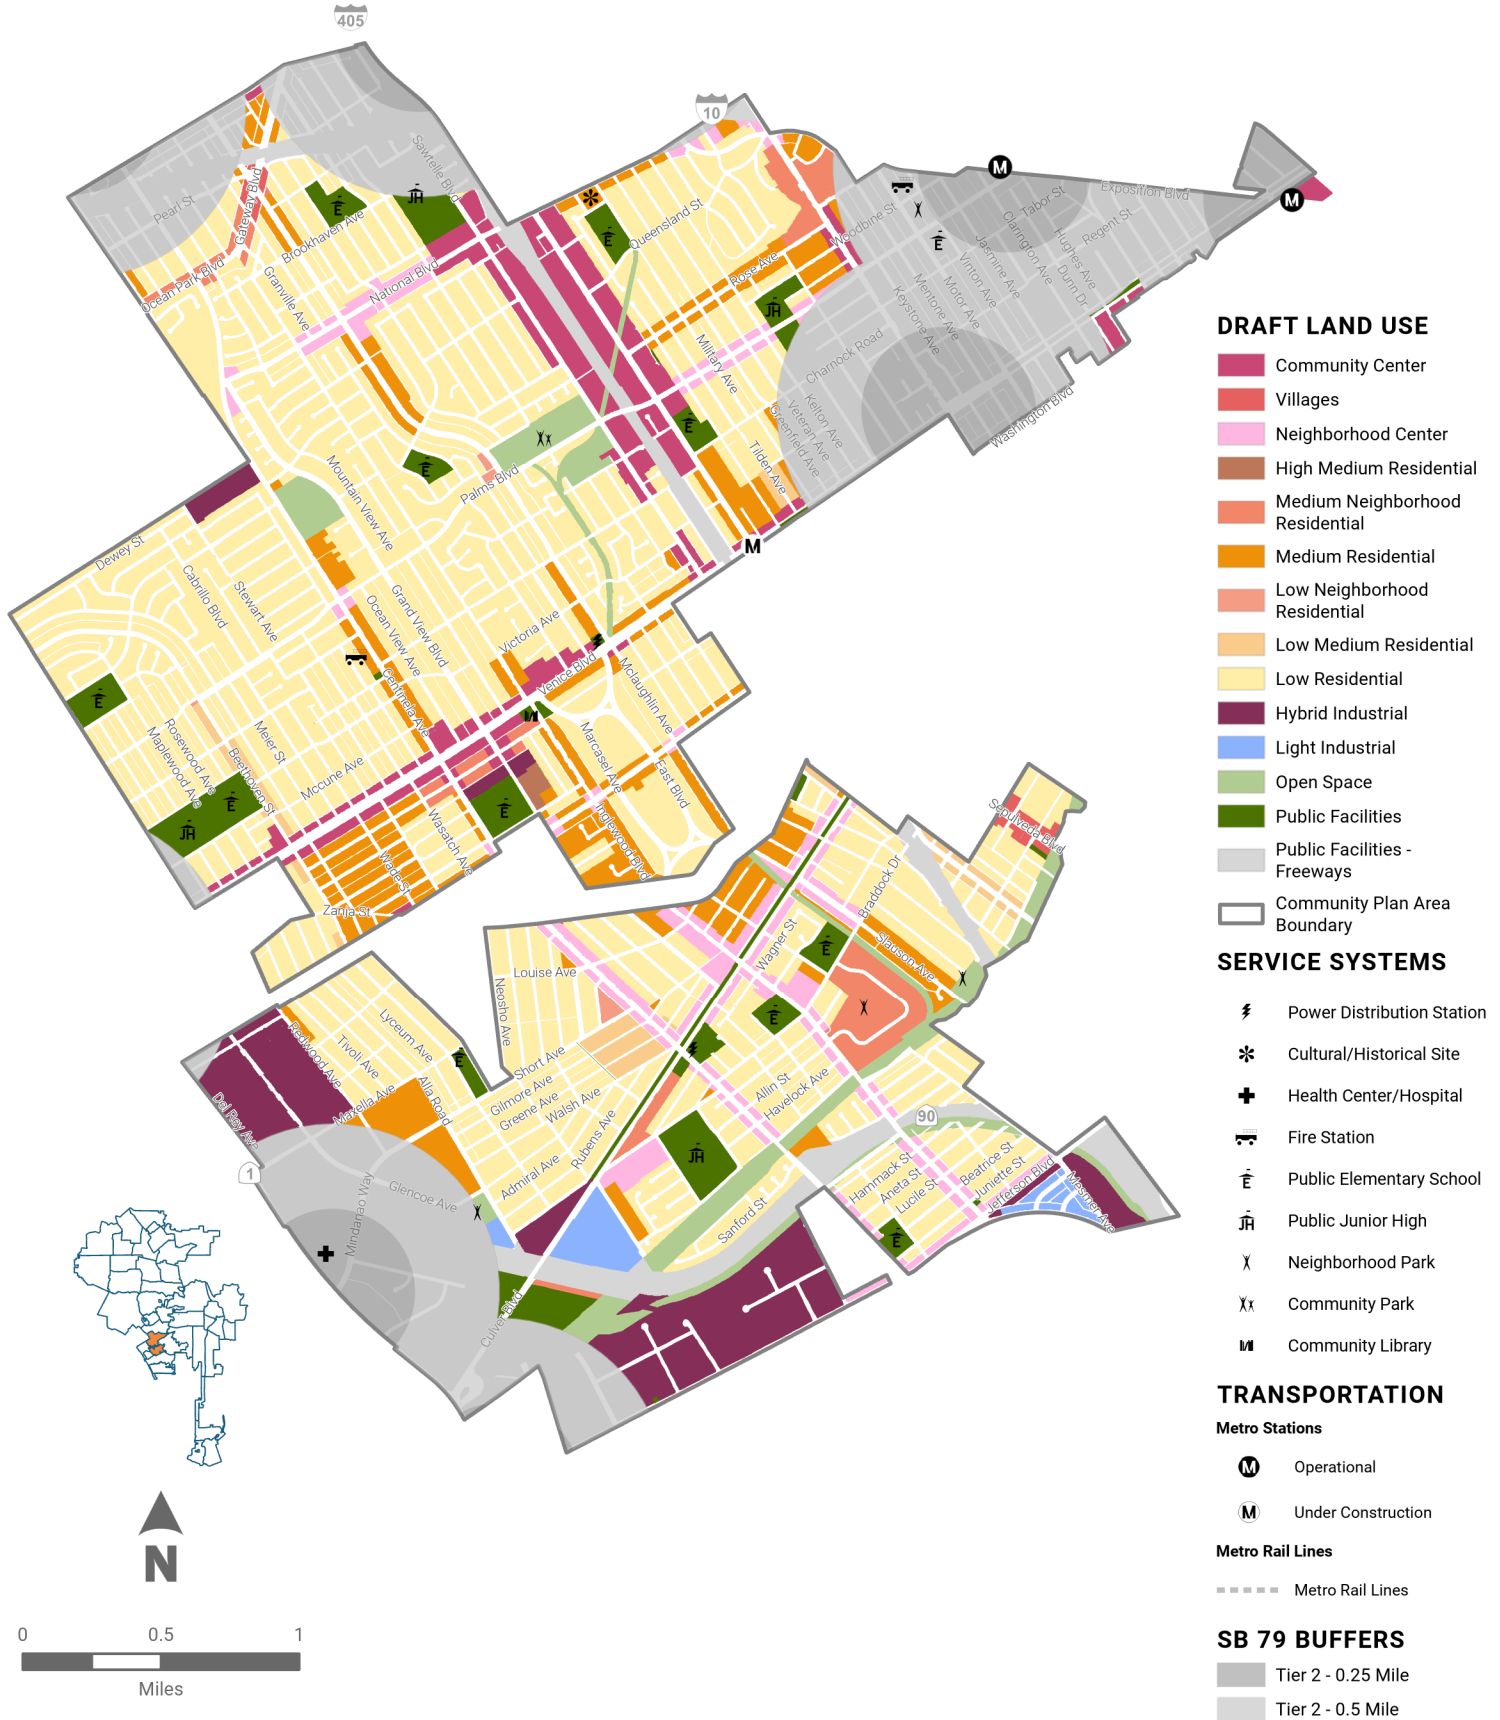 405
10
Sawtelle Blvd
Pearl St
Gateway Blvd
Brookhaven Ave
Ocean Park Blvd
Granville Ave
National Blvd
JH
E
E
Queensland St
Rose Ave
JH
Woodbine St
E
M
M
Exposition Blvd
Tabor St
Regent St
Clarington Ave
Hughes Ave
Jasmine Ave
Dunn Dr
Vinton Ave
Motor Ave
Mentone Ave
Keystone Ave
Charnock Road
Military Ave
Kelton Ave
Veteran Ave
Greenfield Ave
Tilden Ave
Washington Blvd
E
E
Palms Blvd
Mountain View Ave
M
Dewey St
Cabrillo Blvd
Stewart Ave
Grand View Blvd
Ocean View Ave
Victoria Ave
Centinela Ave
Venice Blvd
Mclaughlin Ave
E
Rosewood Ave
Maplewood Ave
Meier St
Beethoven St
Mccune Ave
Marcasel Ave
East Blvd
Inglewood Blvd
E
JH
E
Wasatch Ave
Wade St
Zanja St
Sepulveda Blvd
Braddock Dr
Slauson Ave
Wagner St
E
E
Louise Ave
Neosho Ave
Lyceum Ave
Tivoli Ave
Redwood Ave
Short Ave
Gilmore Ave
Greene Ave
Walsh Ave
E
Maxella Ave
Alla Road
Del Rey Ave
Rubens Ave
Allin St
Havelock Ave
90
JH
Admiral Ave
Glencoe Ave
Mindanao Way
1
Sanford St
Hammack St
Aneta St
Lucile St
Beatrice St
Juniette St
Jefferson Blvd
Mesmer Ave
E
Culver Blvd
N
0 0.5 1
Miles
DRAFT LAND USE
Community Center
Villages
Neighborhood Center
High Medium Residential
Medium Neighborhood
Residential
Medium Residential
Low Neighborhood
Residential
Low Medium Residential
Low Residential
Hybrid Industrial
Light Industrial
Open Space
Public Facilities
Public Facilities -
Freeways
Community Plan Area
Boundary
SERVICE SYSTEMS
Power Distribution Station
Cultural/Historical Site
Health Center/Hospital
Fire Station
E Public Elementary School
JH Public Junior High
Neighborhood Park
Community Park
Community Library
TRANSPORTATION
Metro Stations
M Operational
M Under Construction
Metro Rail Lines
Metro Rail Lines
SB 79 BUFFERS
Tier 2 - 0.25 Mile
Tier 2 - 0.5 Mile